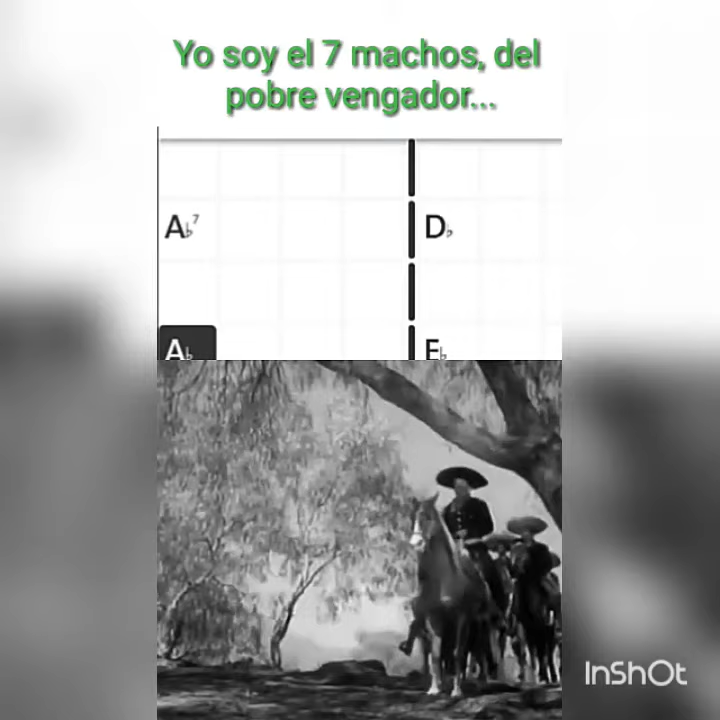 Yo soy el 7 machos, del
pobre vengador...
A♭7 D♭
A♭ E♭
InShOt